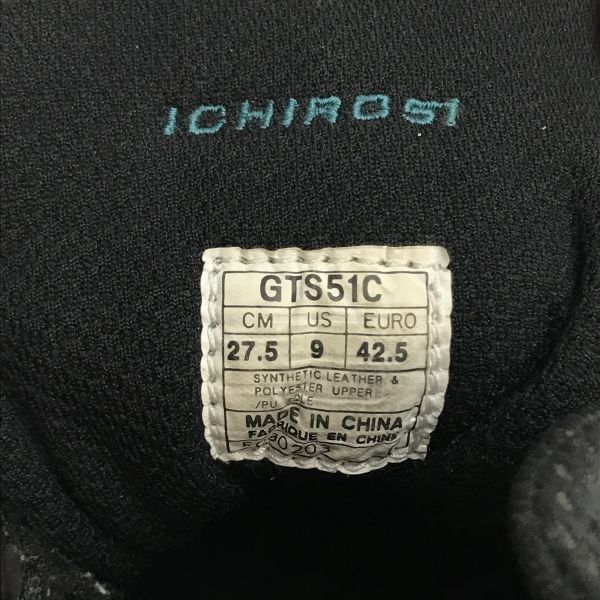 ICHIRO51
GTS51C
CM US EURO
27.5 9 42.5
SYNTHETIC LEATHER &
POLYESTER UPPER
/PU SOLE
MADE IN CHINA
FABRIQUE EN CHINE